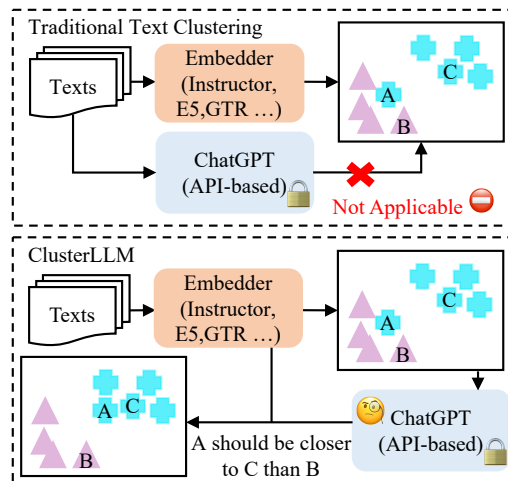 Traditional Text Clustering
Texts
Embedder
(Instructor,
E5,GTR ...)
A
B
C
ChatGPT
(API-based)
Not Applicable
ClusterLLM
Texts
Embedder
(Instructor,
E5,GTR ...)
A
B
C
ChatGPT
(API-based)
A should be closer
to C than B
A
C
B